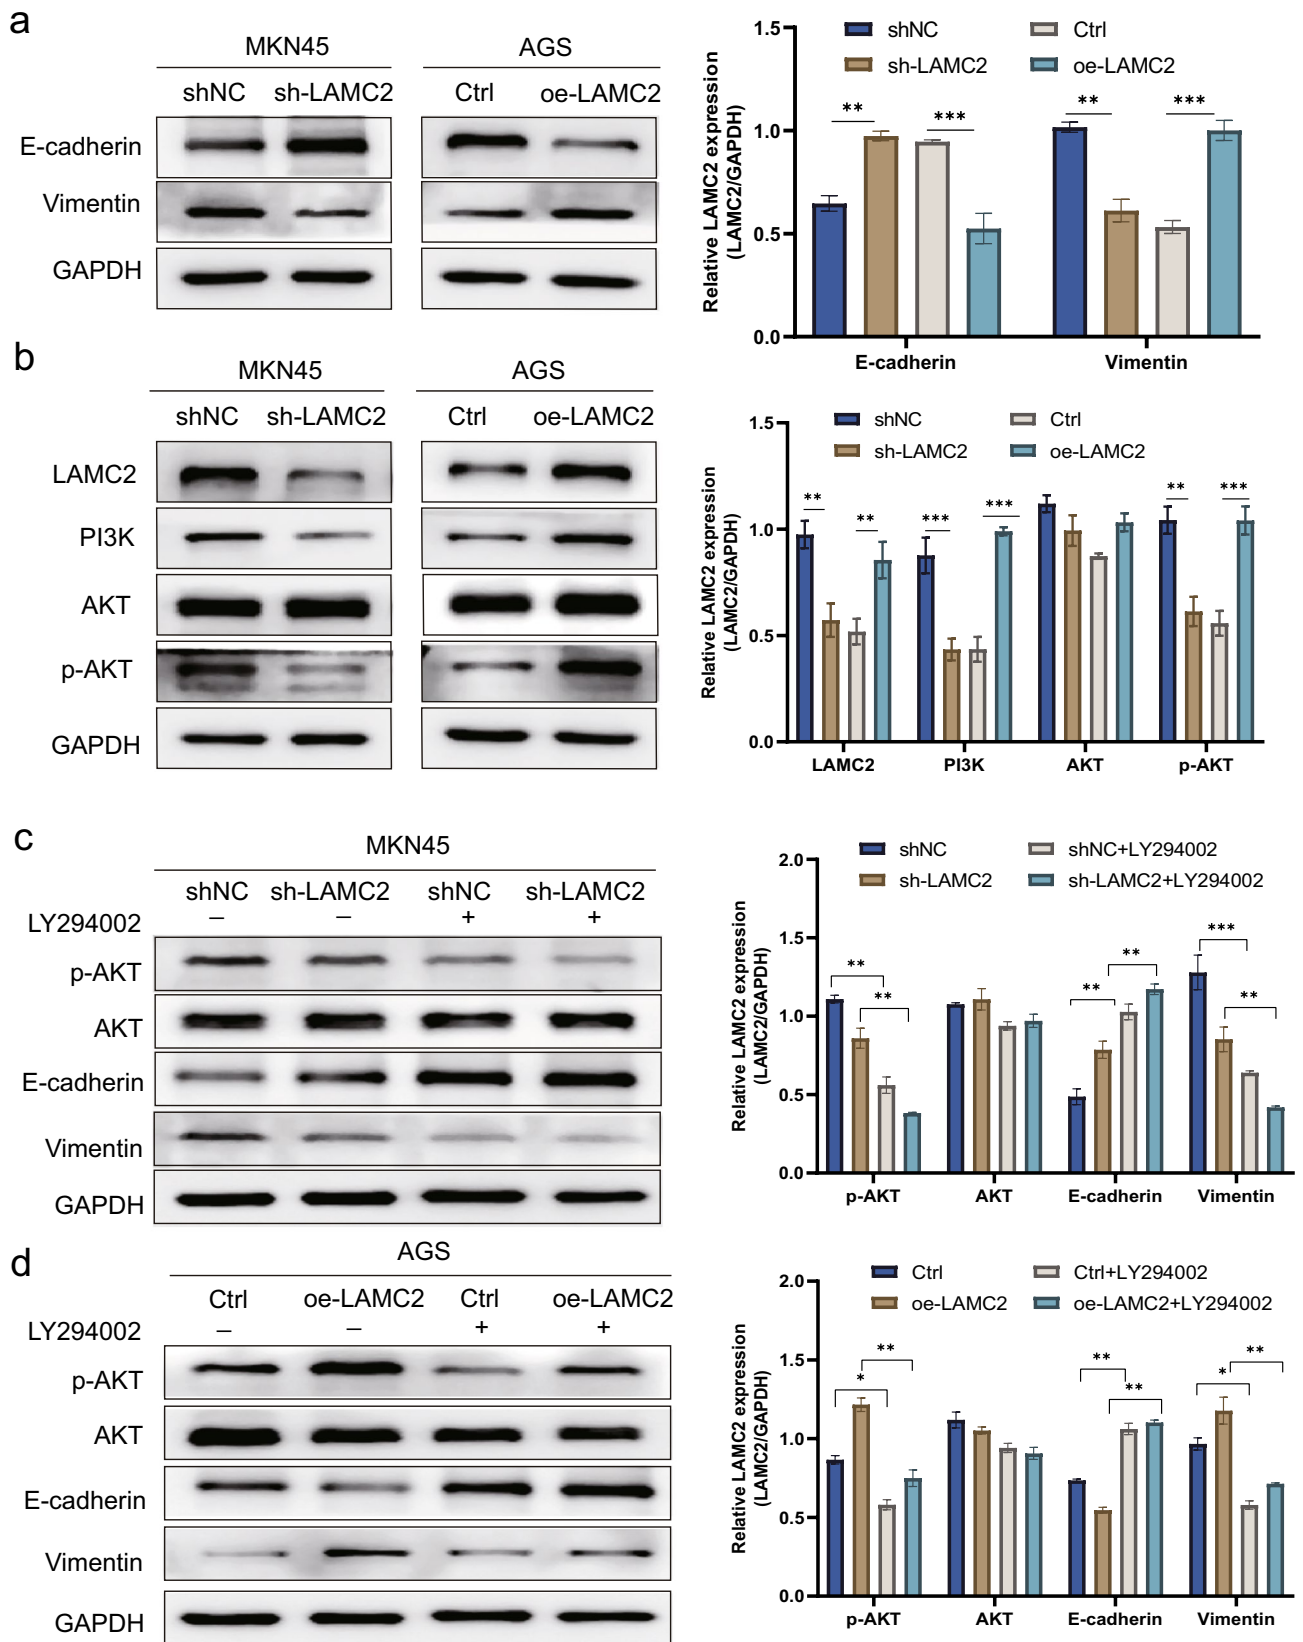 a
MKN45
AGS
shNC sh-LAMC2
Ctrl oe-LAMC2
E-cadherin
Vimentin
GAPDH
shNC Ctrl
sh-LAMC2 oe-LAMC2
Relative LAMC2 expression
(LAMC2/GAPDH)
1.5
1.0
0.5
0.0
** *** ** ***
E-cadherin Vimentin
b
MKN45
AGS
shNC sh-LAMC2
Ctrl oe-LAMC2
LAMC2
PI3K
AKT
p-AKT
GAPDH
shNC Ctrl
sh-LAMC2 oe-LAMC2
Relative LAMC2 expression
(LAMC2/GAPDH)
1.5
1.0
0.5
0.0
** ** *** *** ** ***
LAMC2 PI3K AKT p-AKT
c
MKN45
shNC sh-LAMC2 shNC sh-LAMC2
LY294002 – – + +
p-AKT
AKT
E-cadherin
Vimentin
GAPDH
shNC shNC+LY294002
sh-LAMC2 sh-LAMC2+LY294002
Relative LAMC2 expression
(LAMC2/GAPDH)
2.0
1.5
1.0
0.5
0.0
** ** ** ** *** **
p-AKT AKT E-cadherin Vimentin
d
AGS
Ctrl oe-LAMC2 Ctrl oe-LAMC2
LY294002 – – + +
p-AKT
AKT
E-cadherin
Vimentin
GAPDH
Ctrl Ctrl+LY294002
oe-LAMC2 oe-LAMC2+LY294002
Relative LAMC2 expression
(LAMC2/GAPDH)
2.0
1.5
1.0
0.5
0.0
* ** ** ** * **
p-AKT AKT E-cadherin Vimentin